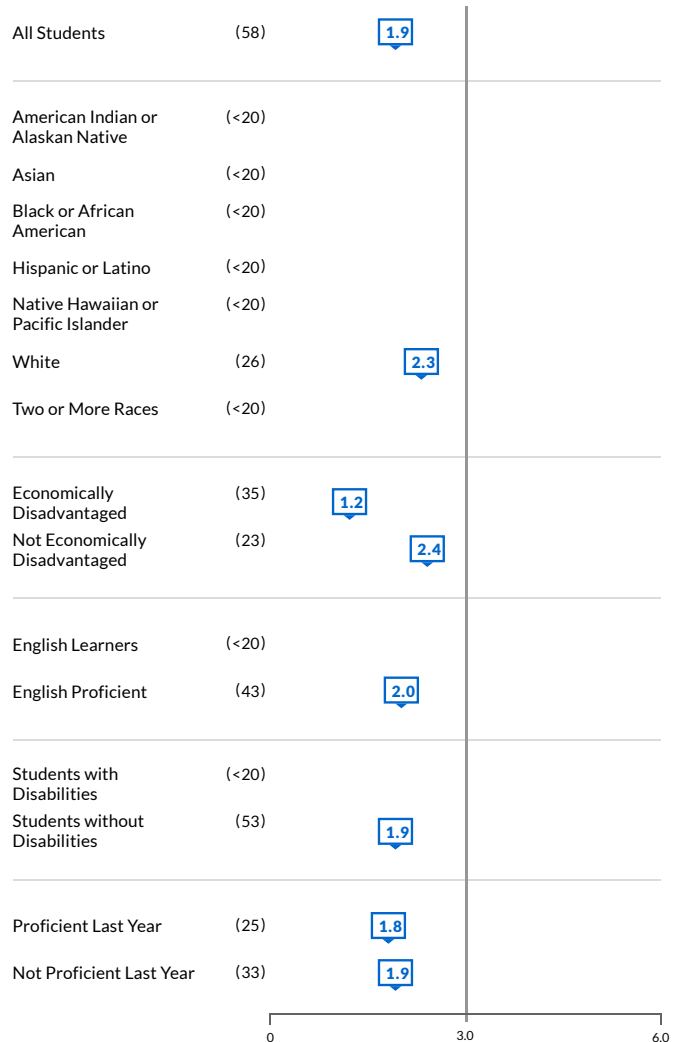 All Students (58) 1.9
American Indian or (<20)
Alaskan Native
Asian (<20)
Black or African (<20)
American
Hispanic or Latino (<20)
Native Hawaiian or (<20)
Pacific Islander
White (26) 2.3
Two or More Races (<20)
Economically (35) 1.2
Disadvantaged
Not Economically (23) 2.4
Disadvantaged
English Learners (<20)
English Proficient (43) 2.0
Students with (<20)
Disabilities
Students without (53) 1.9
Disabilities
Proficient Last Year (25) 1.8
Not Proficient Last Year (33) 1.9
0 3.0 6.0